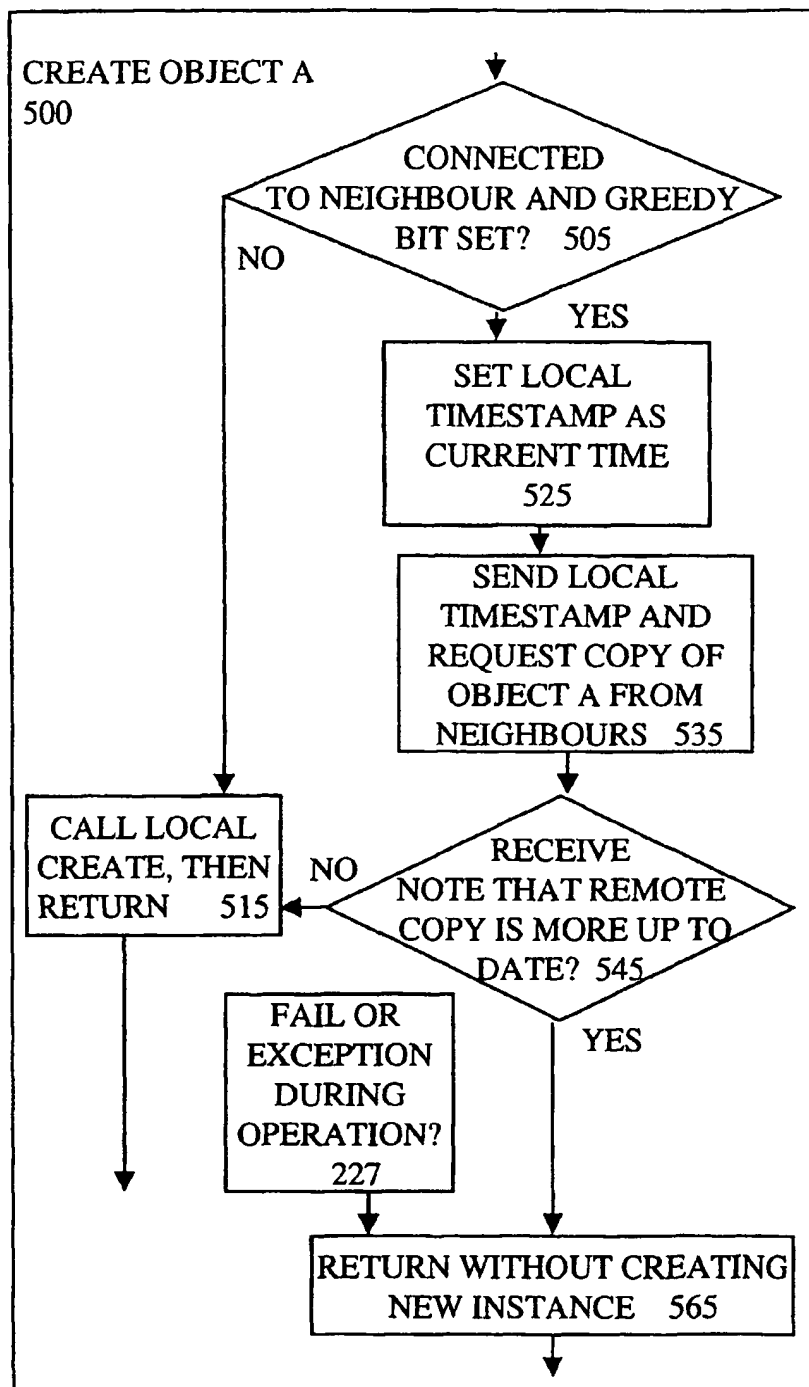 CREATE OBJECT A
500
CONNECTED
TO NEIGHBOUR AND GREEDY
BIT SET? 505
NO
YES
SET LOCAL
TIMESTAMP AS
CURRENT TIME
525
SEND LOCAL
TIMESTAMP AND
REQUEST COPY OF
OBJECT A FROM
NEIGHBOURS 535
CALL LOCAL
CREATE, THEN
RETURN 515
NO
RECEIVE
NOTE THAT REMOTE
COPY IS MORE UP TO
DATE? 545
YES
FAIL OR
EXCEPTION
DURING
OPERATION?
227
RETURN WITHOUT CREATING
NEW INSTANCE 565